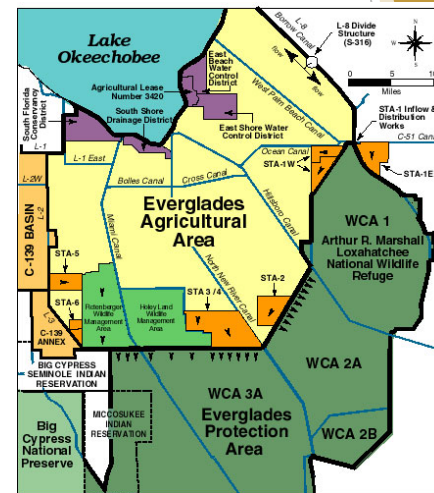 Lake
Okeechobee
L-8
Borrow Canal
L-8 Divide
Structure
(S-316)
flow
flow
N
S
W
E
0
Miles
East
Beach
Water
Control
District
Agricultural Lease
Number 3420
South Shore
Drainage District
East Shore Water
Control District
West Palm Beach Canal
STA-1 Inflow &
Distribution
Works
South Florida
Conservancy
District
L-1
L-1 East
C-51 Canal
Ocean Canal
STA-1W
STA-1E
Bolles Canal
Cross Canal
L-2W
L-2
C-139 BASIN
Miami Canal
Everglades
Agricultural
Area
Hillsboro Canal
North New River Canal
WCA 1
Arthur R. Marshall
Loxahatchee
National Wildlife
Refuge
STA-5
STA-6
L-3
C-139
ANNEX
Rotenberger
Wildlife
Management
Area
Holey Land
Wildlife
Management
Area
STA 3 / 4
STA-2
BIG CYPRESS
SEMINOLE INDIAN
RESERVATION
MICCOSUKEE
INDIAN
RESERVATION
Big
Cypress
National
Preserve
WCA 3A
Everglades
Protection
Area
WCA 2A
WCA 2B